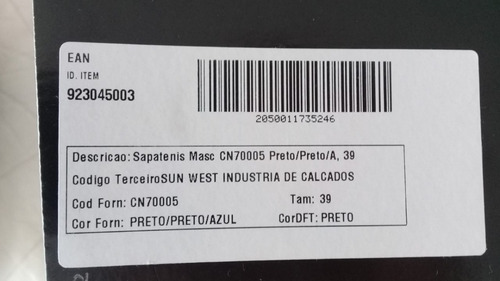 EAN
ID. ITEM
923045003
2050011735246
Descricao: Sapatenis Masc CN70005 Preto/Preto/A, 39
Codigo TerceiroSUN WEST INDUSTRIA DE CALCADOS
Cod Forn: CN70005 Tam: 39
Cor Forn: PRETO/PRETO/AZUL CorDFT: PRETO